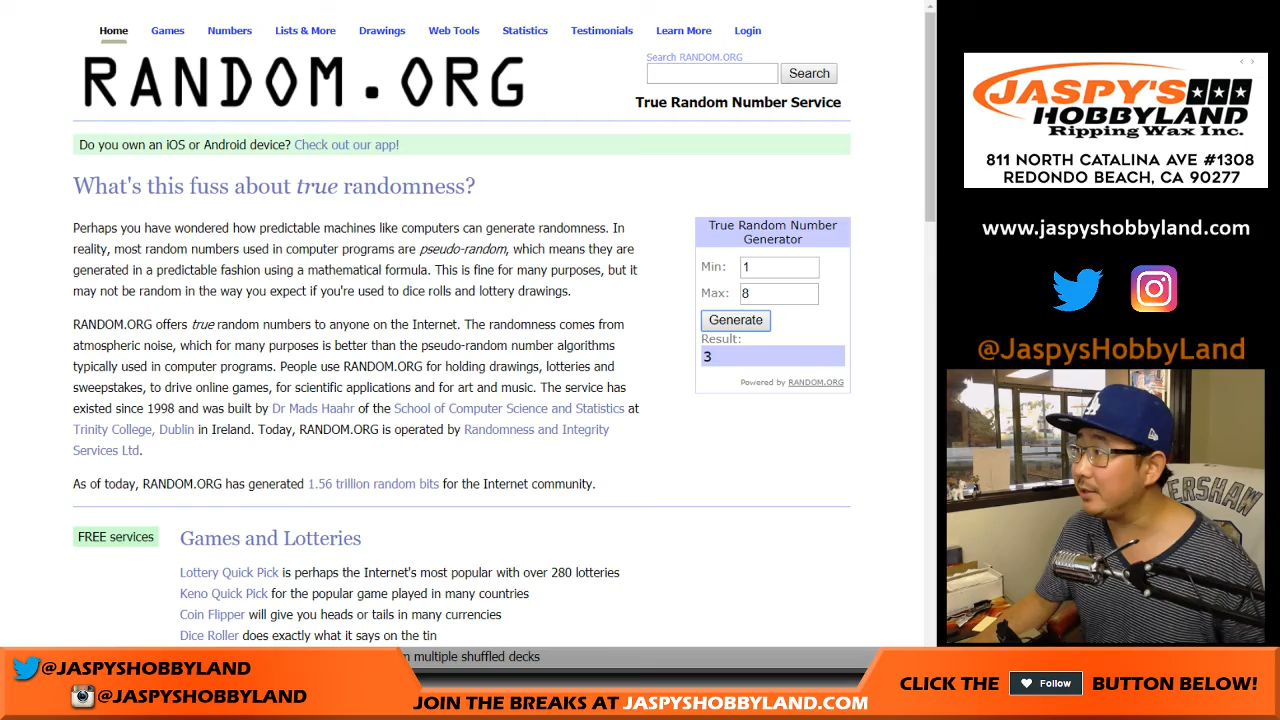 Home Games Numbers Lists & More Drawings Web Tools Statistics Testimonials Learn More Login
RANDOM.ORG
Search RANDOM.ORG
Search
True Random Number Service
Do you own an iOS or Android device? Check out our app!
What's this fuss about true randomness?
Perhaps you have wondered how predictable machines like computers can generate randomness. In
reality, most random numbers used in computer programs are pseudo-random, which means they are
generated in a predictable fashion using a mathematical formula. This is fine for many purposes, but it
may not be random in the way you expect if you're used to dice rolls and lottery drawings.
RANDOM.ORG offers true random numbers to anyone on the Internet. The randomness comes from
atmospheric noise, which for many purposes is better than the pseudo-random number algorithms
typically used in computer programs. People use RANDOM.ORG for holding drawings, lotteries and
sweepstakes, to drive online games, for scientific applications and for art and music. The service has
existed since 1998 and was built by Dr Mads Haahr of the School of Computer Science and Statistics at
Trinity College, Dublin in Ireland. Today, RANDOM.ORG is operated by Randomness and Integrity
Services Ltd.
As of today, RANDOM.ORG has generated 1.56 trillion random bits for the Internet community.
True Random Number
Generator
Min: 1
Max: 8
Generate
Result:
3
Powered by RANDOM.ORG
FREE services
Games and Lotteries
Lottery Quick Pick is perhaps the Internet's most popular with over 280 lotteries
Keno Quick Pick for the popular game played in many countries
Coin Flipper will give you heads or tails in many currencies
Dice Roller does exactly what it says on the tin
multiple shuffled decks
JASPY'S
HOBBYLAND
Ripping Wax Inc.
811 NORTH CATALINA AVE #1308
REDONDO BEACH, CA 90277
www.jaspyshobbyland.com
@JaspysHobbyLand
ERSHAW
@JASPYSHOBBYLAND
@JASPYSHOBBYLAND
JOIN THE BREAKS AT JASPYSHOBBYLAND.COM
CLICK THE Follow BUTTON BELOW!